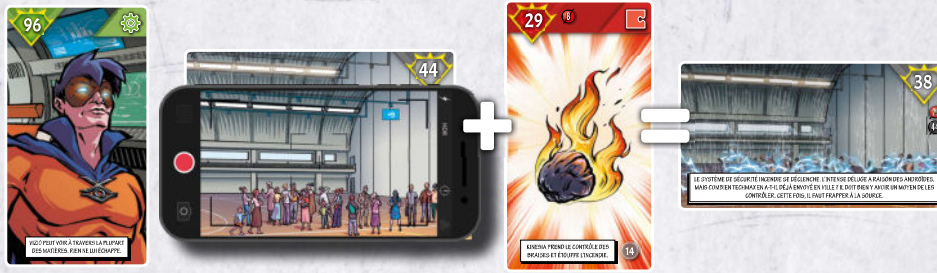 96
VIZIO PEUT VOIR À TRAVERS LA PLUPART
DES MATIÈRES. RIEN NE LUI ÉCHAPPE.
44
HDR
+
29
8
KINESIA PREND LE CONTRÔLE DES
BRAISES ET ÉTOUFFE L'INCENDIE.
14
=
38
LE SYSTÈME DE SÉCURITÉ INCENDIE SE DÉCLENCHE. L'INTENSE DÉLUGE A RAISON DES ANDROÏDES.
MAIS COMBIEN TECHMAX EN A-T-IL DÉJÀ ENVOYÉ EN VILLE ? IL DOIT BIEN Y AVOIR UN MOYEN DE LES
CONTRÔLER. CETTE FOIS, IL FAUT FRAPPER À LA SOURCE.